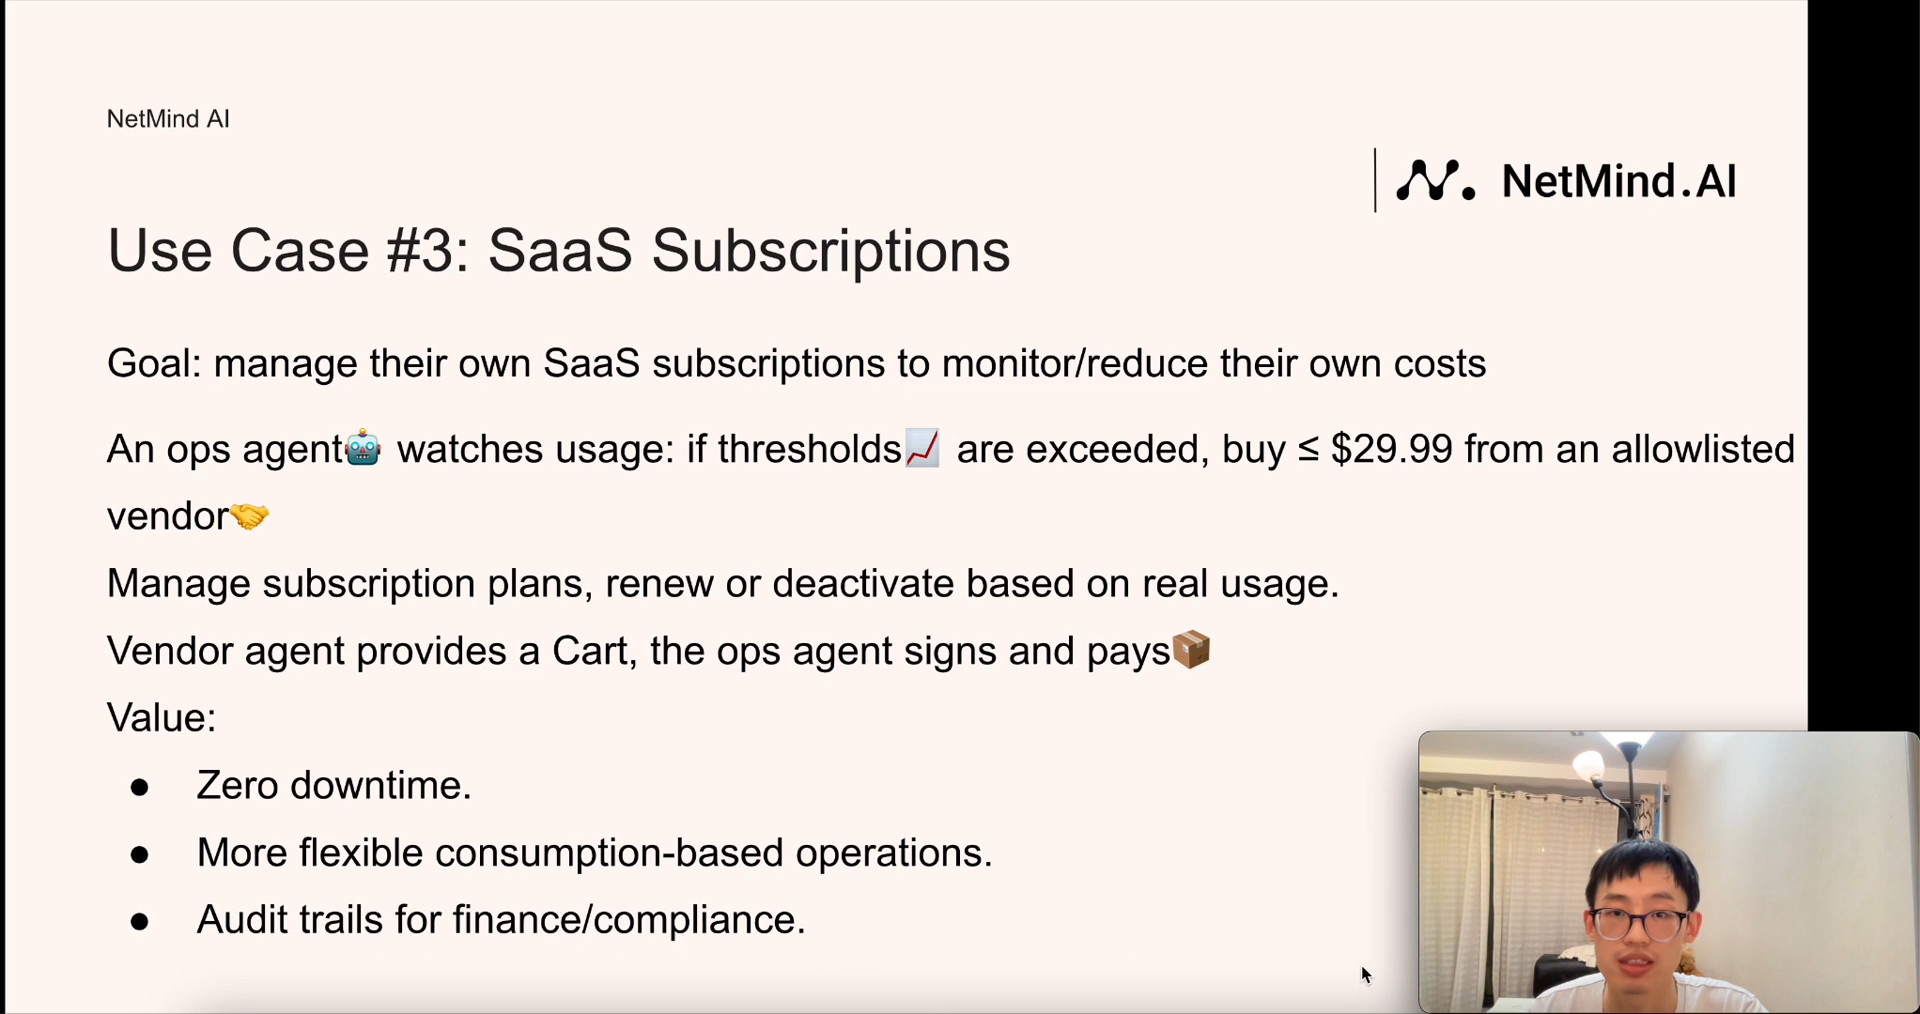 NetMind AI
NetMind.AI
Use Case #3: SaaS Subscriptions
Goal: manage their own SaaS subscriptions to monitor/reduce their own costs
An ops agent🤖 watches usage: if thresholds📈 are exceeded, buy ≤ $29.99 from an allowlisted
vendor🤝
Manage subscription plans, renew or deactivate based on real usage.
Vendor agent provides a Cart, the ops agent signs and pays📦
Value:
● Zero downtime.
● More flexible consumption-based operations.
● Audit trails for finance/compliance.